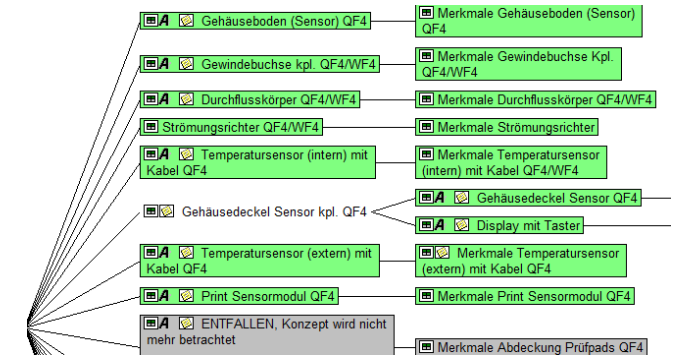 A Gehäuseboden (Sensor) QF4
Merkmale Gehäuseboden (Sensor)
QF4
A Gewindebuchse kpl. QF4/WF4
Merkmale Gewindebuchse Kpl.
QF4/WF4
A Durchflusskörper QF4/WF4
Merkmale Durchflusskörper QF4/WF4
Strömungsrichter QF4/WF4
Merkmale Strömungsrichter
A Temperatursensor (intern) mit
Kabel QF4
Merkmale Temperatursensor
(intern) mit Kabel QF4/WF4
Gehäusedeckel Sensor kpl. QF4
A Gehäusedeckel Sensor QF4
A Display mit Taster
A Temperatursensor (extern) mit
Kabel QF4
Merkmale Temperatursensor
(extern) mit Kabel QF4
A Print Sensormodul QF4
Merkmale Print Sensormodul QF4
A ENTFALLEN, Konzept wird nicht
mehr betrachtet
Merkmale Abdeckung Prüfpads QF4